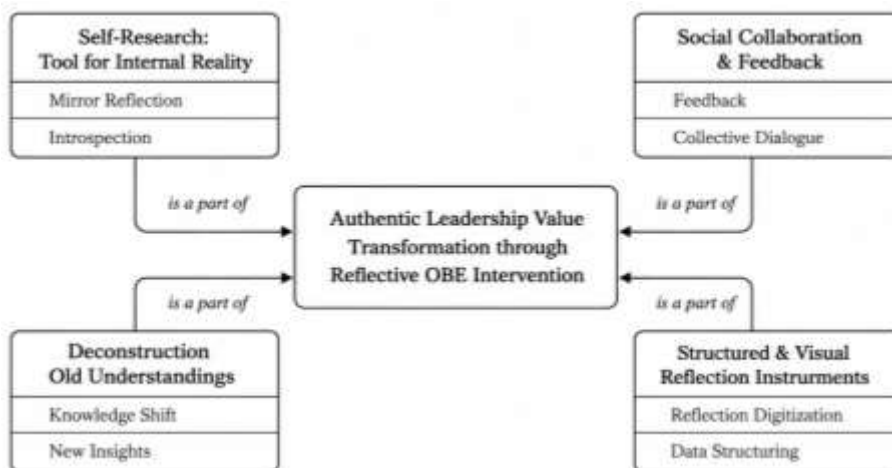 Self-Research:
Tool for Internal Reality
Mirror Reflection
Introspection
Social Collaboration
& Feedback
Feedback
Collective Dialogue
is a part of
is a part of
Authentic Leadership Value
Transformation through
Reflective OBE Intervention
is a part of
is a part of
Deconstruction
Old Understandings
Knowledge Shift
New Insights
Structured & Visual
Reflection Instrurments
Reflection Digitization
Data Structuring